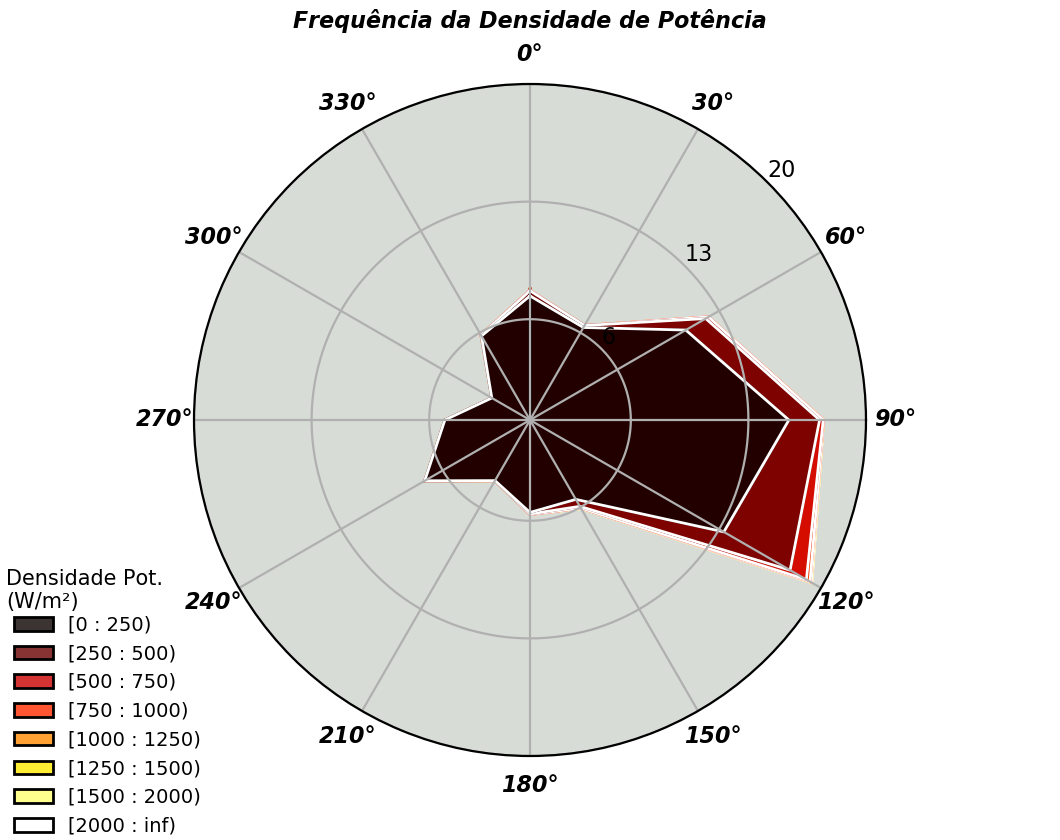 Frequência da Densidade de Potência
0°
330°
30°
20
300°
60°
13
6
270°
90°
Densidade Pot.
(W/m²)
240°
120°
[0 : 250)
[250 : 500)
[500 : 750)
[750 : 1000)
210°
150°
[1000 : 1250)
[1250 : 1500)
180°
[1500 : 2000)
[2000 : inf)